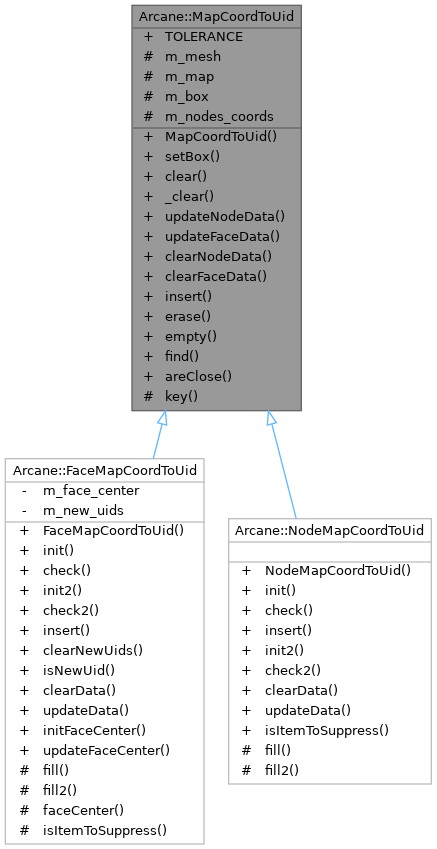 Arcane::MapCoordToUid
+ TOLERANCE
# m_mesh
# m_map
# m_box
# m_nodes_coords
+ MapCoordToUid()
+ setBox()
+ clear()
+ _clear()
+ updateNodeData()
+ updateFaceData()
+ clearNodeData()
+ clearFaceData()
+ insert()
+ erase()
+ empty()
+ find()
+ areClose()
# key()
Arcane::FaceMapCoordToUid
- m_face_center
- m_new_uids
+ FaceMapCoordToUid()
+ init()
+ check()
+ init2()
+ check2()
+ insert()
+ clearNewUids()
+ isNewUid()
+ clearData()
+ updateData()
+ initFaceCenter()
+ updateFaceCenter()
# fill()
# fill2()
# faceCenter()
# isItemToSuppress()
Arcane::NodeMapCoordToUid
+ NodeMapCoordToUid()
+ init()
+ check()
+ insert()
+ init2()
+ check2()
+ clearData()
+ updateData()
+ isItemToSuppress()
# fill()
# fill2()